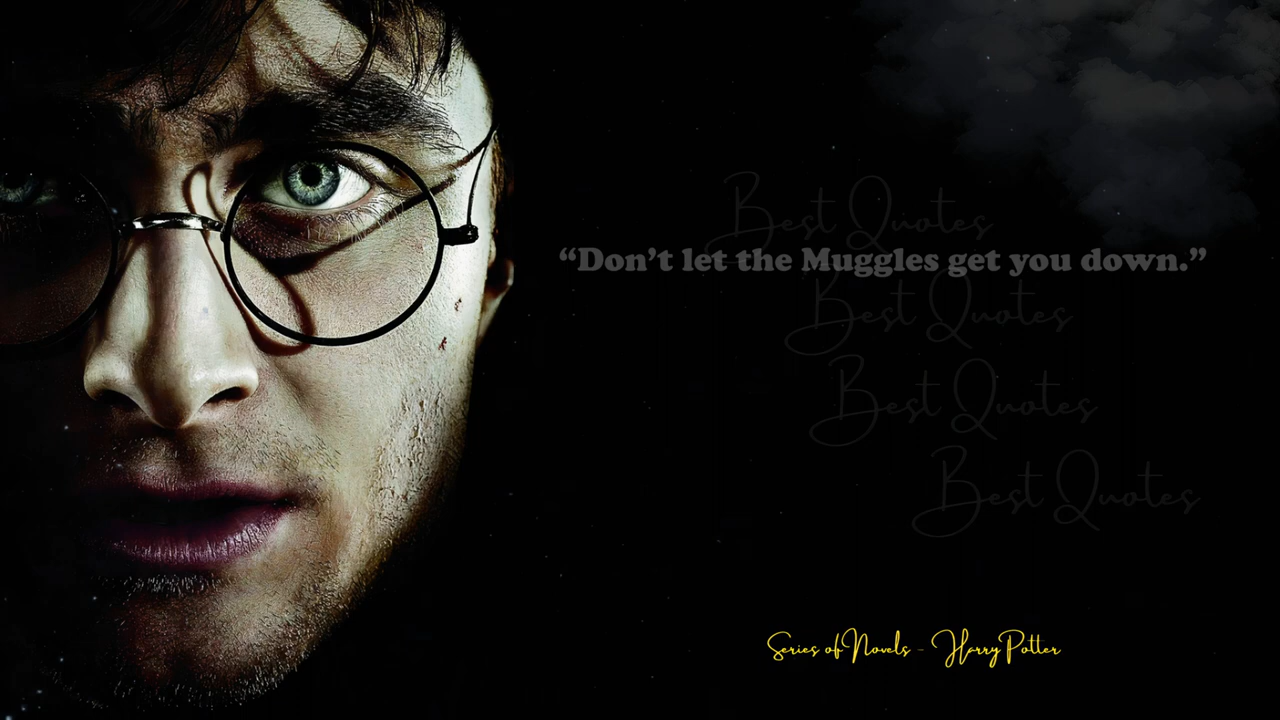 Best Quotes
“Don’t let the Muggles get you down.”
Best Quotes
Best Quotes
Best Quotes
Series of Novels - Harry Potter